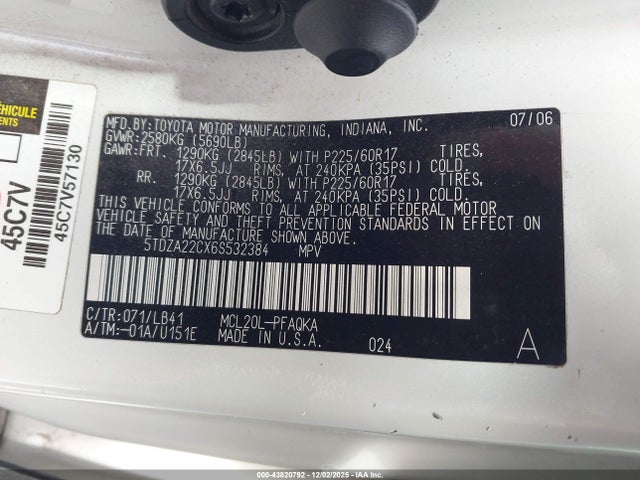 VÉHICULE
45C7V
45C7V57130
MFD.BY:TOYOTA MOTOR MANUFACTURING, INDIANA, INC. 07/06
GVWR:2580KG (5690LB)
GAWR:FRT. 1290KG (2845LB) WITH P225/60R17 TIRES,
17X6.5JJ RIMS, AT 240KPA (35PSI) COLD.
RR. 1290KG (2845LB) WITH P225/60R17 TIRES,
17X6.5JJ RIMS, AT 240KPA (35PSI) COLD.
THIS VEHICLE CONFORMS TO ALL APPLICABLE FEDERAL MOTOR
VEHICLE SAFETY AND THEFT PREVENTION STANDARDS IN EFFECT ON
THE DATE OF MANUFACTURE SHOWN ABOVE.
5TDZA22CX6S532384 MPV
C/TR:071/LB41 MCL20L-PFAQKA
A/TM:-01A/U151E MADE IN U.S.A. 024 A
000-43820792 - 12/02/2025 - IAAI.COM